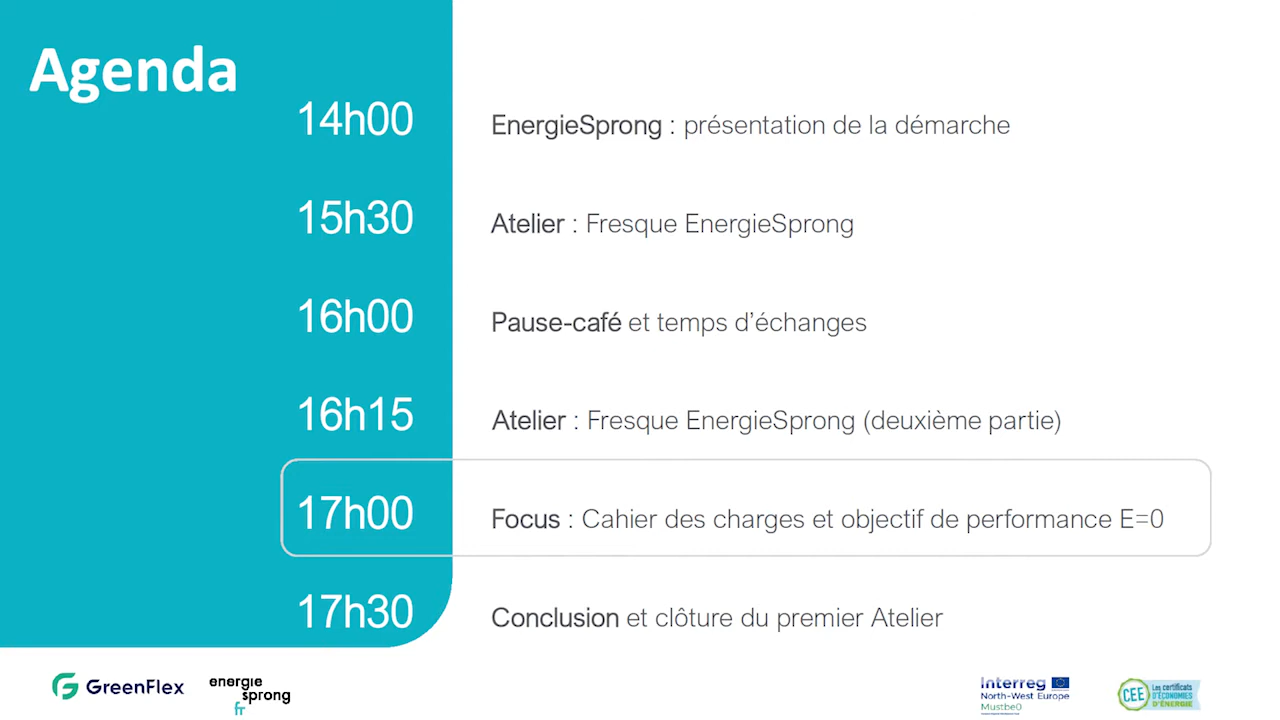 Agenda
14h00
EnergieSprong : présentation de la démarche
15h30
Atelier : Fresque EnergieSprong
16h00
Pause-café et temps d’échanges
16h15
Atelier : Fresque EnergieSprong (deuxième partie)
17h00
Focus : Cahier des charges et objectif de performance E=0
17h30
Conclusion et clôture du premier Atelier
GreenFlex
energie
sprong
fr
Interreg
North-West Europe
Mustbe0
CEE
Les certificats
D'ÉCONOMIES
D'ÉNERGIE